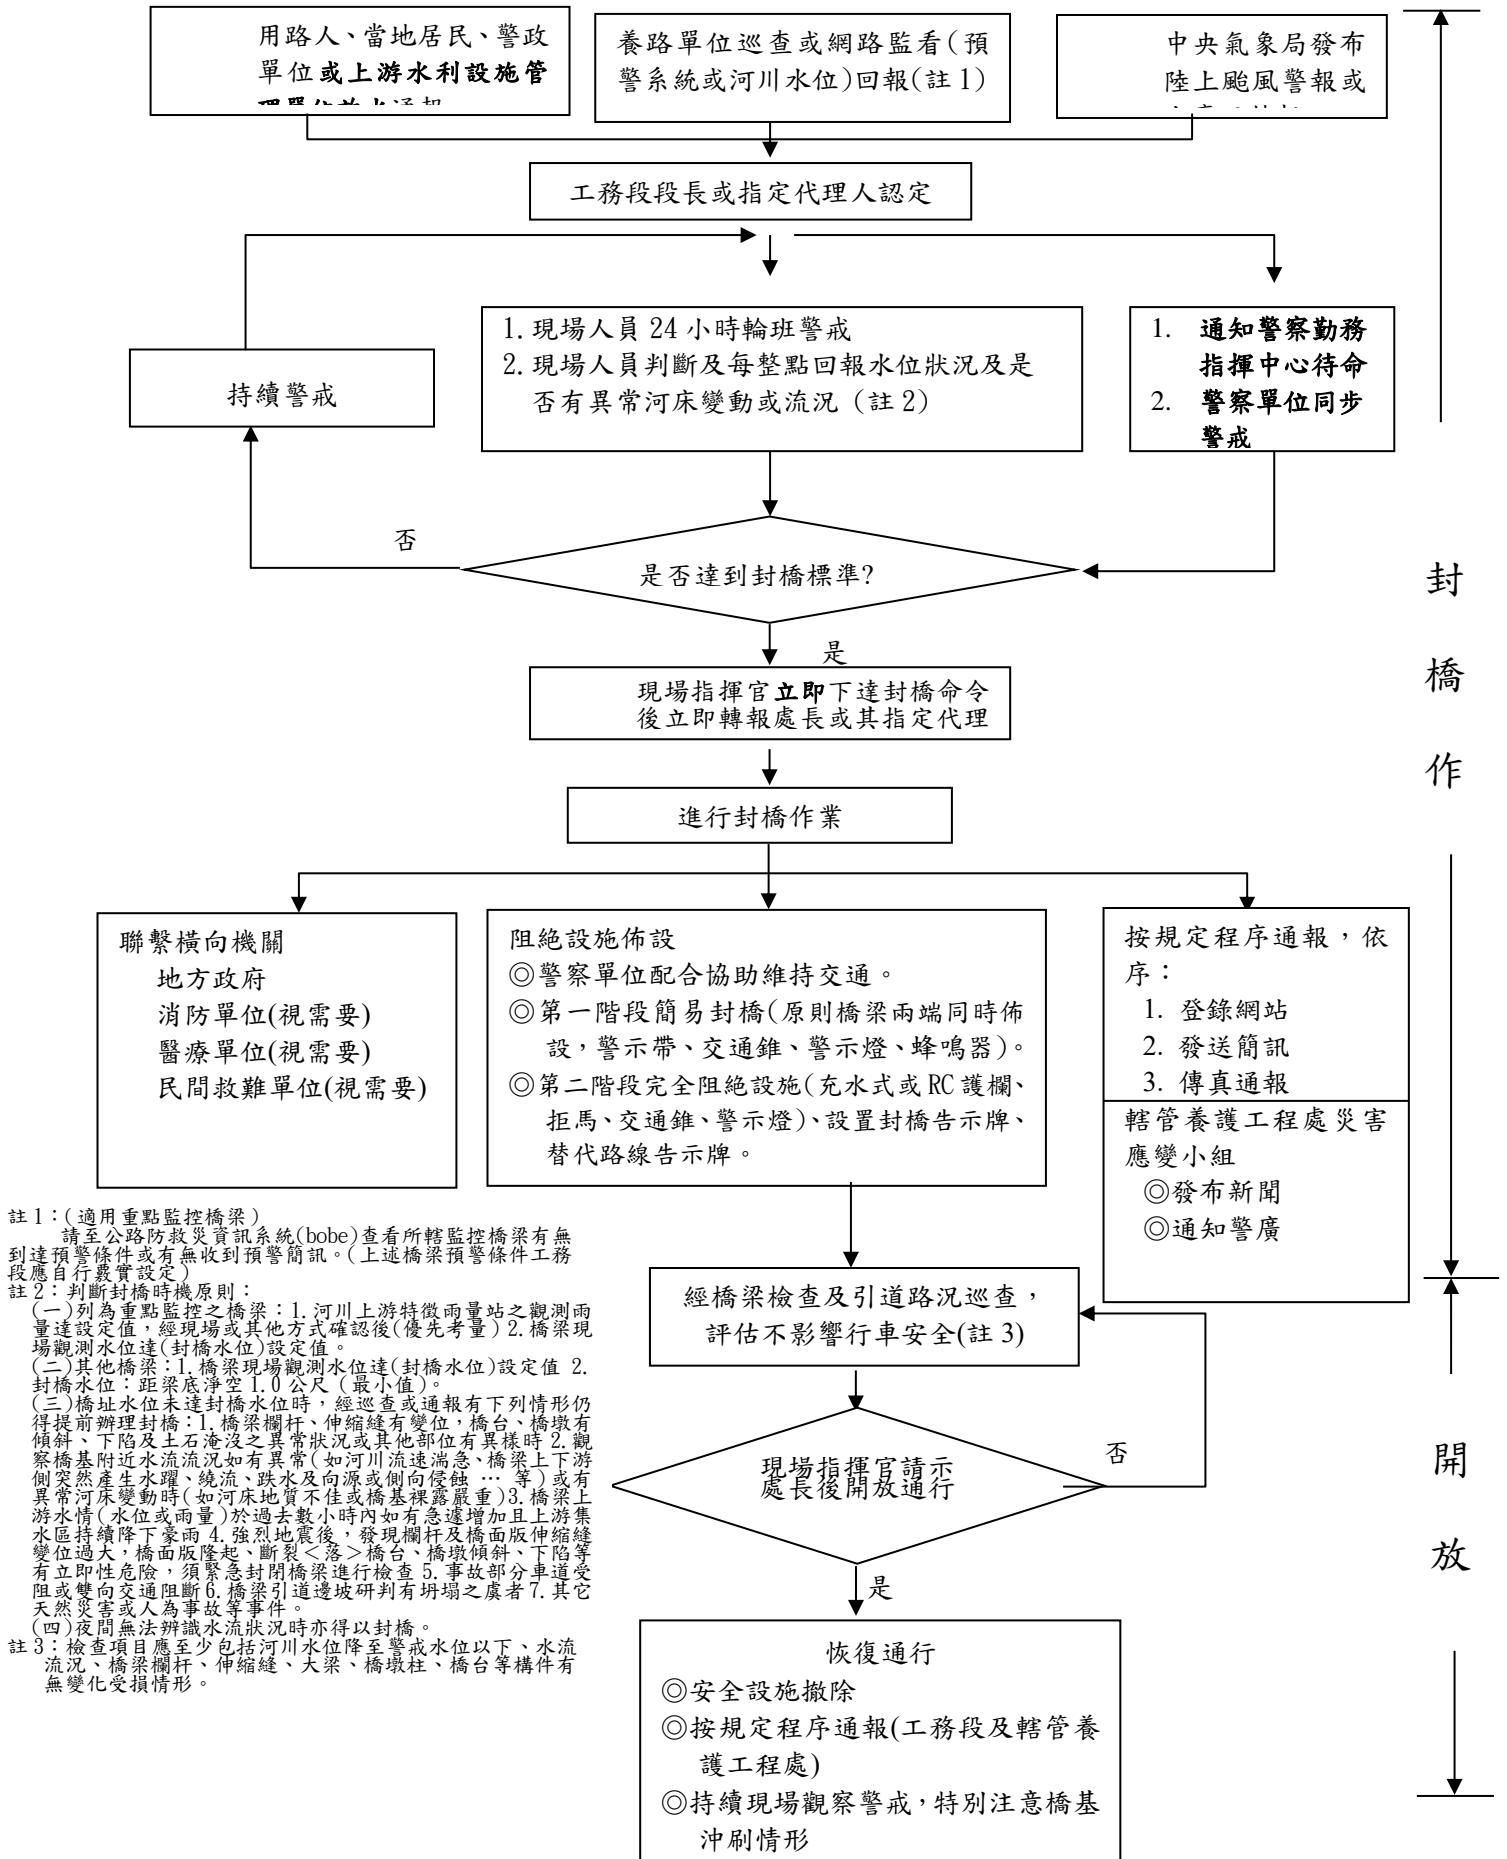 用路人、當地居民、警政
單位或上游水利設施管
理單位放水通報
養路單位巡查或網路監看(預
警系統或河川水位)回報(註1)
中央氣象局發布
陸上颱風警報或
工務段段長或指定代理人認定
持續警戒
1.現場人員24小時輪班警戒
2.現場人員判斷及每整點回報水位狀況及是
否有異常河床變動或流況（註2）
1. 通知警察勤務
指揮中心待命
2. 警察單位同步
警戒
否
是否達到封橋標準?
是
現場指揮官立即下達封橋命令
後立即轉報處長或其指定代理
進行封橋作業
聯繫橫向機關
地方政府
消防單位(視需要)
醫療單位(視需要)
民間救難單位(視需要)
阻絕設施佈設
◎警察單位配合協助維持交通。
◎第一階段簡易封橋(原則橋梁兩端同時佈
設，警示帶、交通錐、警示燈、蜂鳴器)。
◎第二階段完全阻絕設施(充水式或RC護欄、
拒馬、交通錐、警示燈)、設置封橋告示牌、
替代路線告示牌。
按規定程序通報，依
序：
1. 登錄網站
2. 發送簡訊
3. 傳真通報
轄管養護工程處災害
應變小組
◎發布新聞
◎通知警廣
封
橋
作
註1：(適用重點監控橋梁)
請至公路防救災資訊系統(bobe)查看所轄監控橋梁有無
到達預警條件或有無收到預警簡訊。(上述橋梁預警條件工務
段應自行覈實設定)
註2：判斷封橋時機原則：
(一)列為重點監控之橋梁：1.河川上游特徵雨量站之觀測雨
量達設定值，經現場或其他方式確認後(優先考量) 2.橋梁現
場觀測水位達(封橋水位)設定值。
(二)其他橋梁：1.橋梁現場觀測水位達(封橋水位)設定值 2.
封橋水位：距梁底淨空1.0公尺（最小值)。
(三)橋址水位未達封橋水位時，經巡查或通報有下列情形仍
得提前辦理封橋：1.橋梁欄杆、伸縮縫有變位，橋台、橋墩有
傾斜、下陷及土石淹沒之異常狀況或其他部位有異樣時 2.觀
察橋基附近水流流況如有異常(如河川流速湍急、橋梁上下游
側突然產生水躍、繞流、跌水及向源或側向侵蝕 … 等)或有
異常河床變動時(如河床地質不佳或橋基裸露嚴重)3.橋梁上
游水情(水位或雨量)於過去數小時內如有急遽增加且上游集
水區持續降下豪雨 4.強烈地震後，發現欄杆及橋面版伸縮縫
變位過大，橋面版隆起、斷裂＜落＞橋台、橋墩傾斜、下陷等
有立即性危險，須緊急封閉橋梁進行檢查 5.事故部分車道受
阻或雙向交通阻斷 6.橋梁引道邊坡研判有坍塌之虞者 7.其它
天然災害或人為事故等事件。
(四)夜間無法辨識水流狀況時亦得以封橋。
註3：檢查項目應至少包括河川水位降至警戒水位以下、水流
流況、橋梁欄杆、伸縮縫、大梁、橋墩柱、橋台等構件有
無變化受損情形。
經橋梁檢查及引道路況巡查，
評估不影響行車安全(註3)
現場指揮官請示
處長後開放通行
否
是
恢復通行
◎安全設施撤除
◎按規定程序通報(工務段及轄管養
護工程處)
◎持續現場觀察警戒，特別注意橋基
沖刷情形
開
放